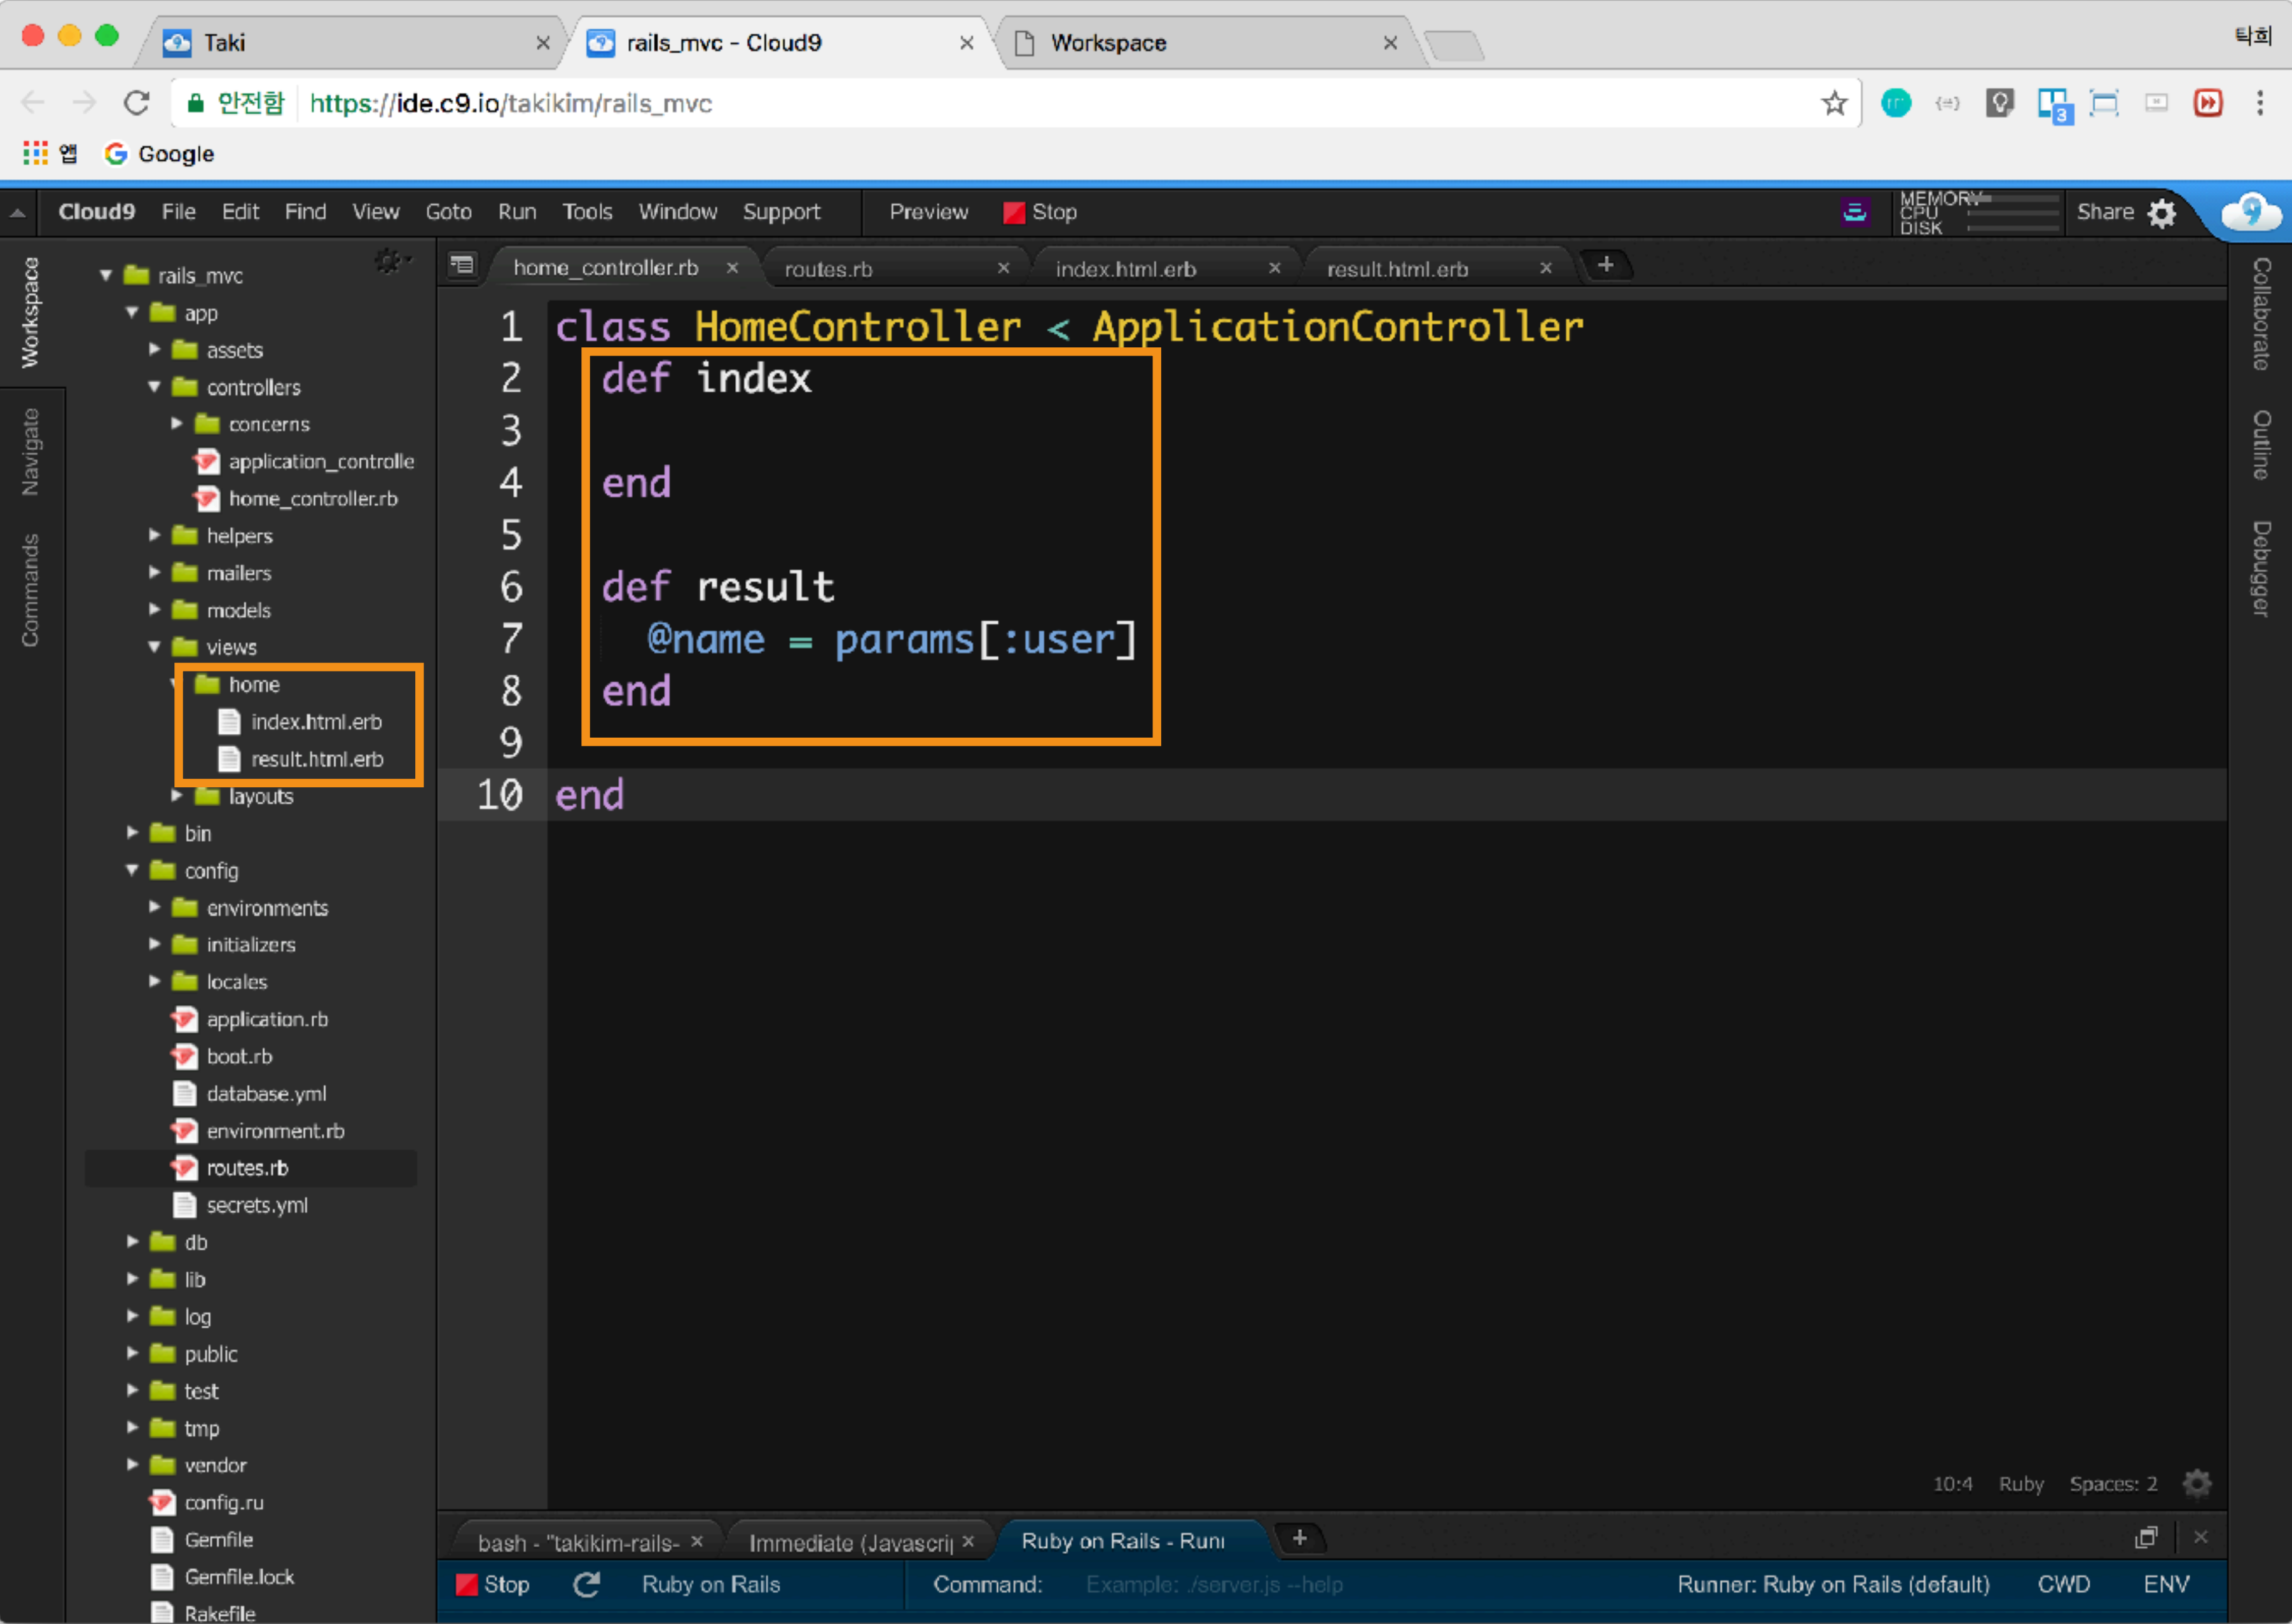 Taki
rails_mvc - Cloud9
Workspace
탁희
안전함 https://ide.c9.io/takikim/rails_mvc
3
앱 Google
Cloud9 File Edit Find View Goto Run Tools Window Support Preview Stop
MEMORY
CPU
DISK
Share
9
Workspace
Navigate
Commands
rails_mvc
app
assets
controllers
concerns
application_controlle
home_controller.rb
helpers
mailers
models
views
home
index.html.erb
result.html.erb
layouts
bin
config
environments
initializers
locales
application.rb
boot.rb
database.yml
environment.rb
routes.rb
secrets.yml
db
lib
log
public
test
tmp
vendor
config.ru
Gemfile
Gemfile.lock
Rakefile
home_controller.rb routes.rb index.html.erb result.html.erb
1 class HomeController < ApplicationController
2 def index
3
4 end
5
6 def result
7 @name = params[:user]
8 end
9
10 end
10:4 Ruby Spaces: 2
Collaborate
Outline
Debugger
bash - "takikim-rails- Immediate (Javascrip Ruby on Rails - Runi
Stop Ruby on Rails Command: Example: ./server.js --help Runner: Ruby on Rails (default) CWD ENV